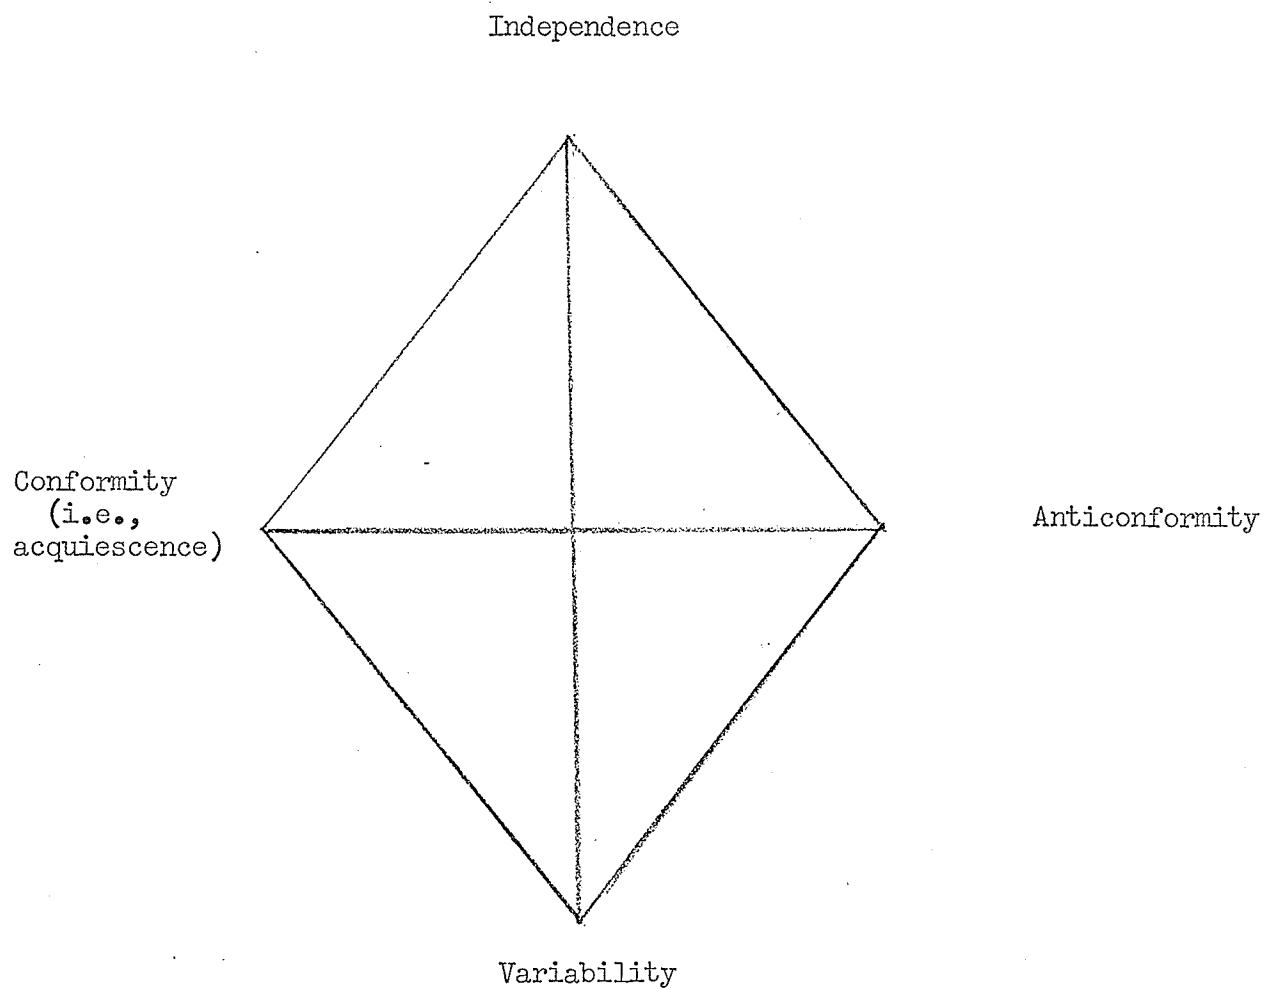 Independence
Conformity
(i.e.,
acquiescence)
Anticonformity
Variability